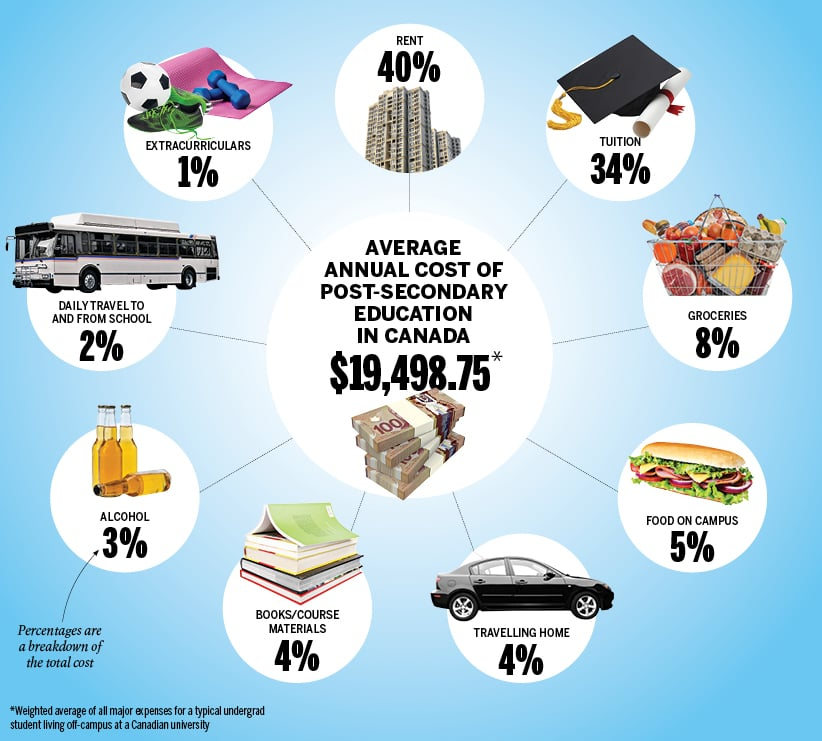 RENT
40%
TUITION
34%
GROCERIES
8%
FOOD ON CAMPUS
5%
TRAVELLING HOME
4%
BOOKS/COURSE
MATERIALS
4%
ALCOHOL
3%
Percentages are
a breakdown of
the total cost
DAILY TRAVEL TO
AND FROM SCHOOL
2%
EXTRACURRICULARS
1%
AVERAGE
ANNUAL COST OF
POST-SECONDARY
EDUCATION
IN CANADA
$19,498.75*
100
*Weighted average of all major expenses for a typical undergrad
student living off-campus at a Canadian university